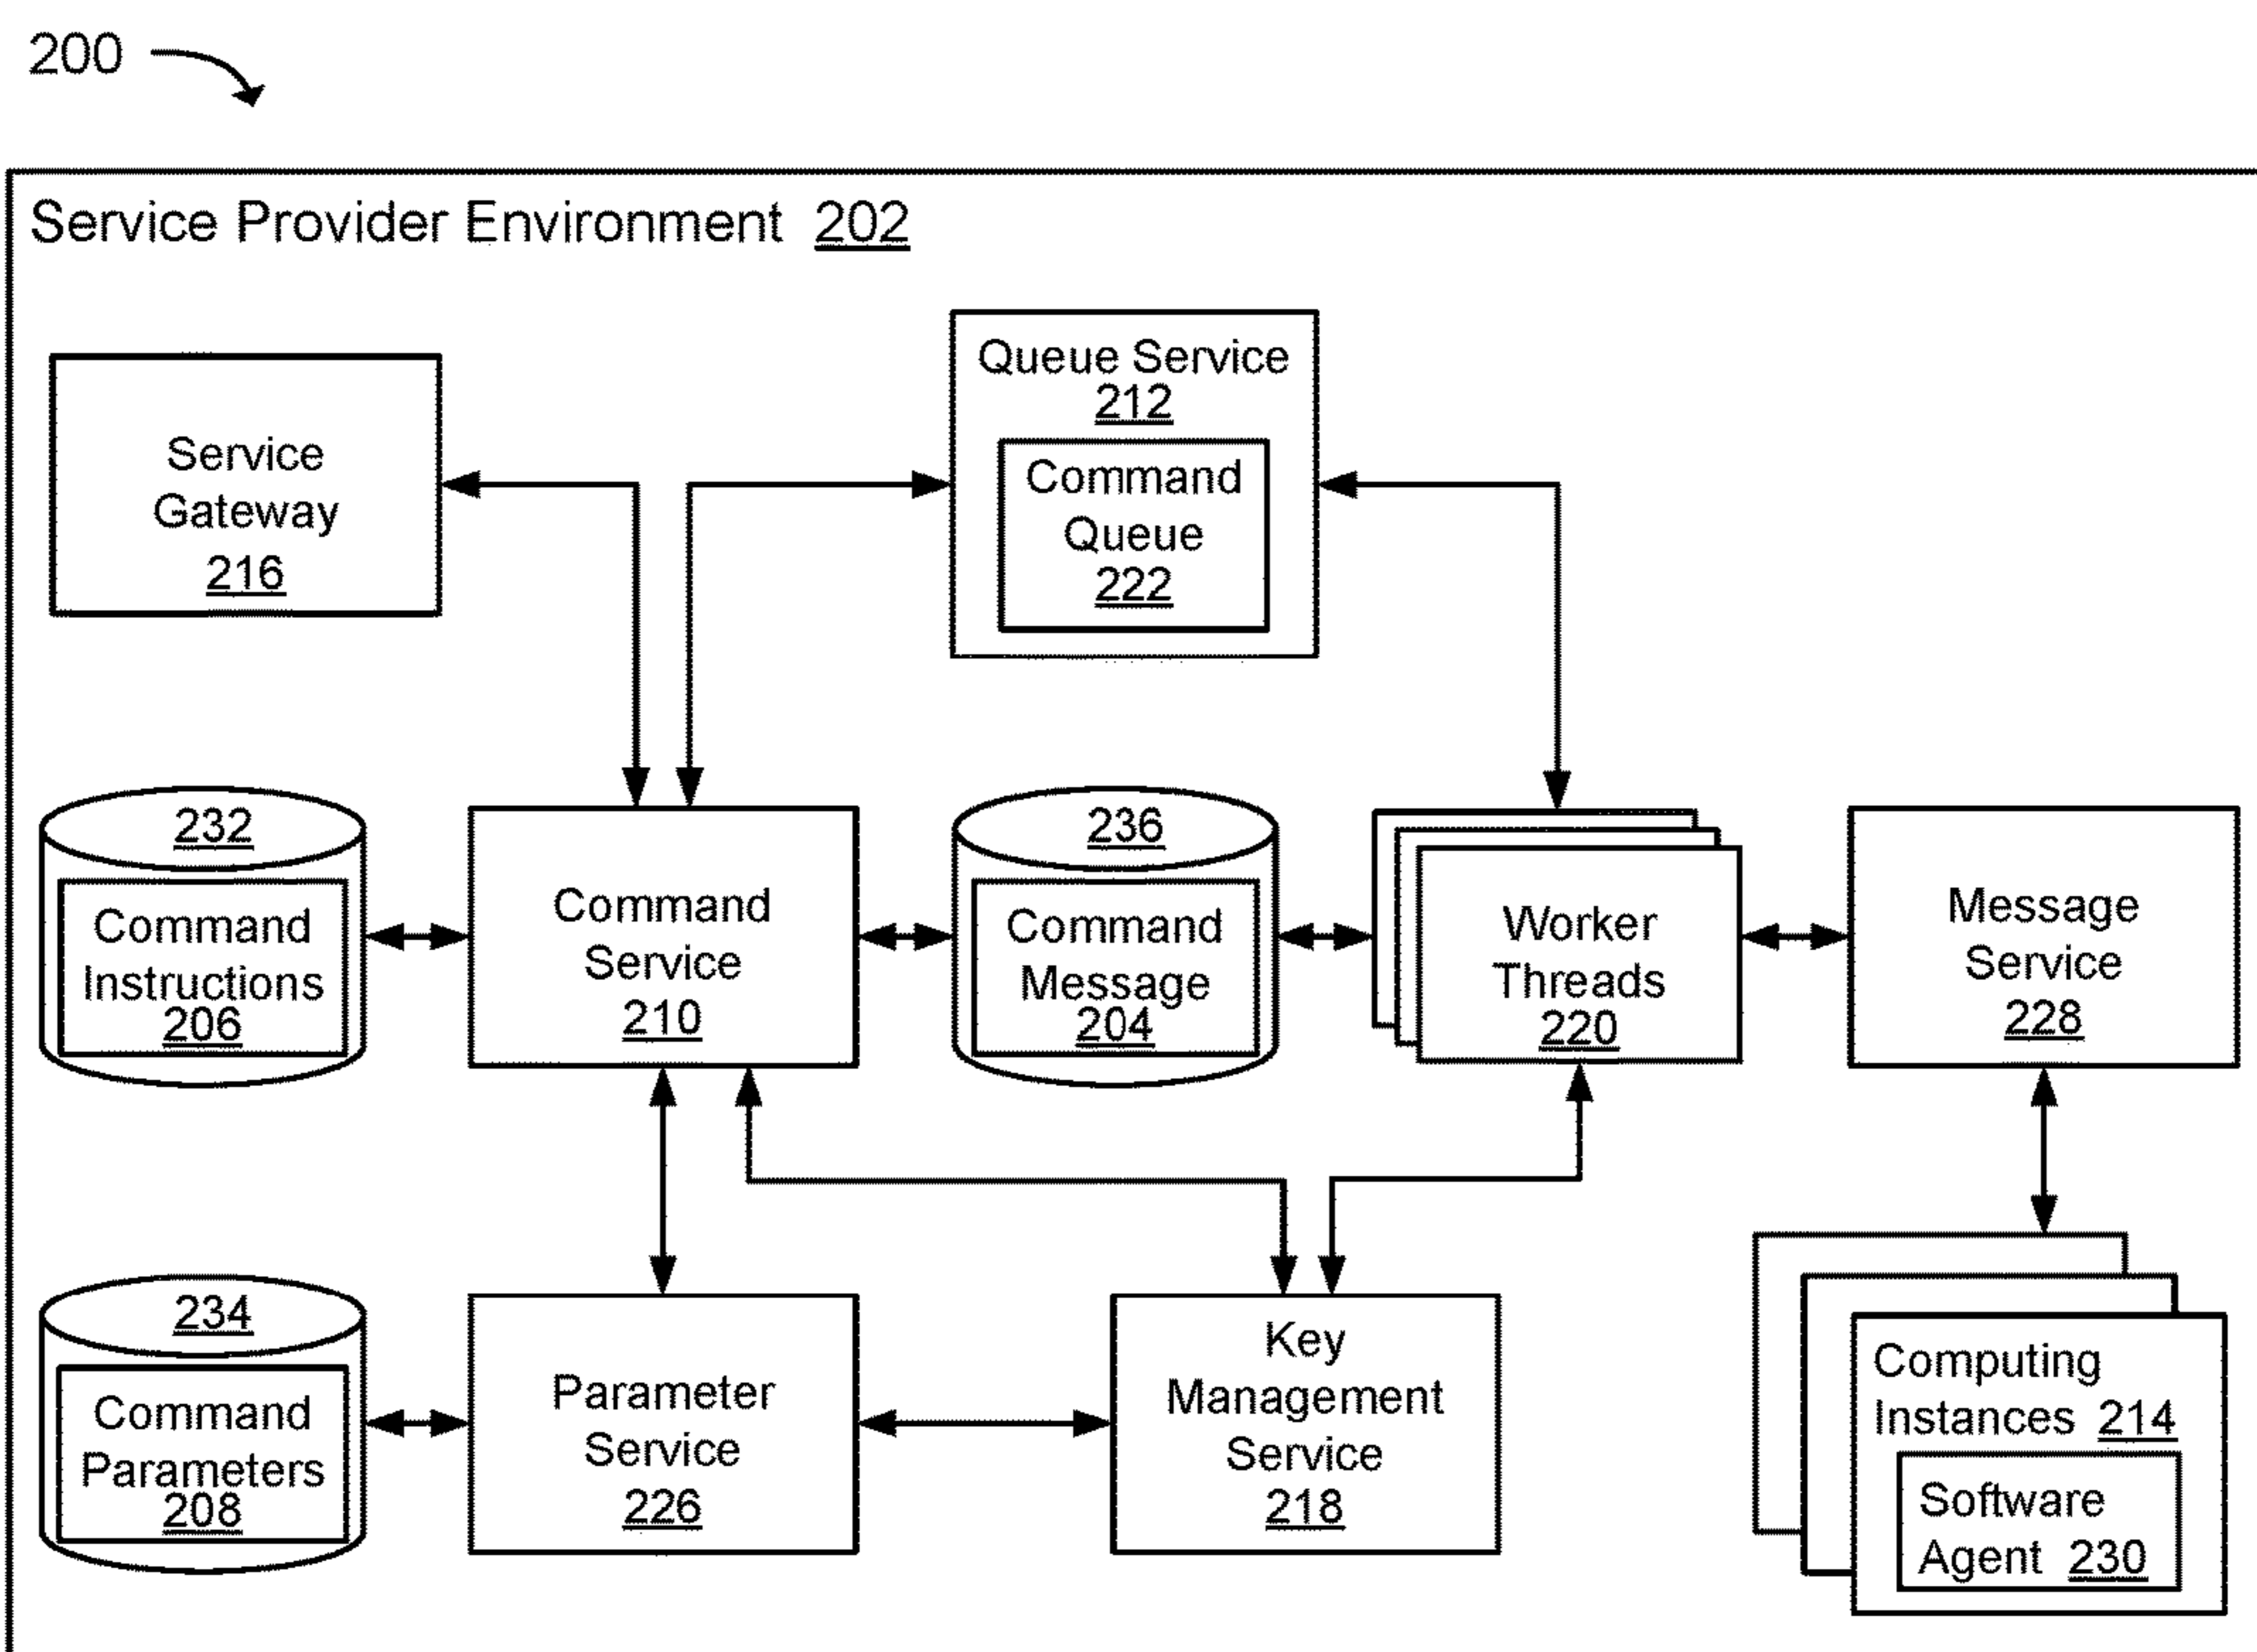 200
Service Provider Environment 202
Service
Gateway
216
Queue Service
212
Command
Queue
222
232
Command
Instructions
206
Command
Service
210
236
Command
Message
204
Worker
Threads
220
Message
Service
228
234
Command
Parameters
208
Parameter
Service
226
Key
Management
Service
218
Computing
Instances 214
Software
Agent 230